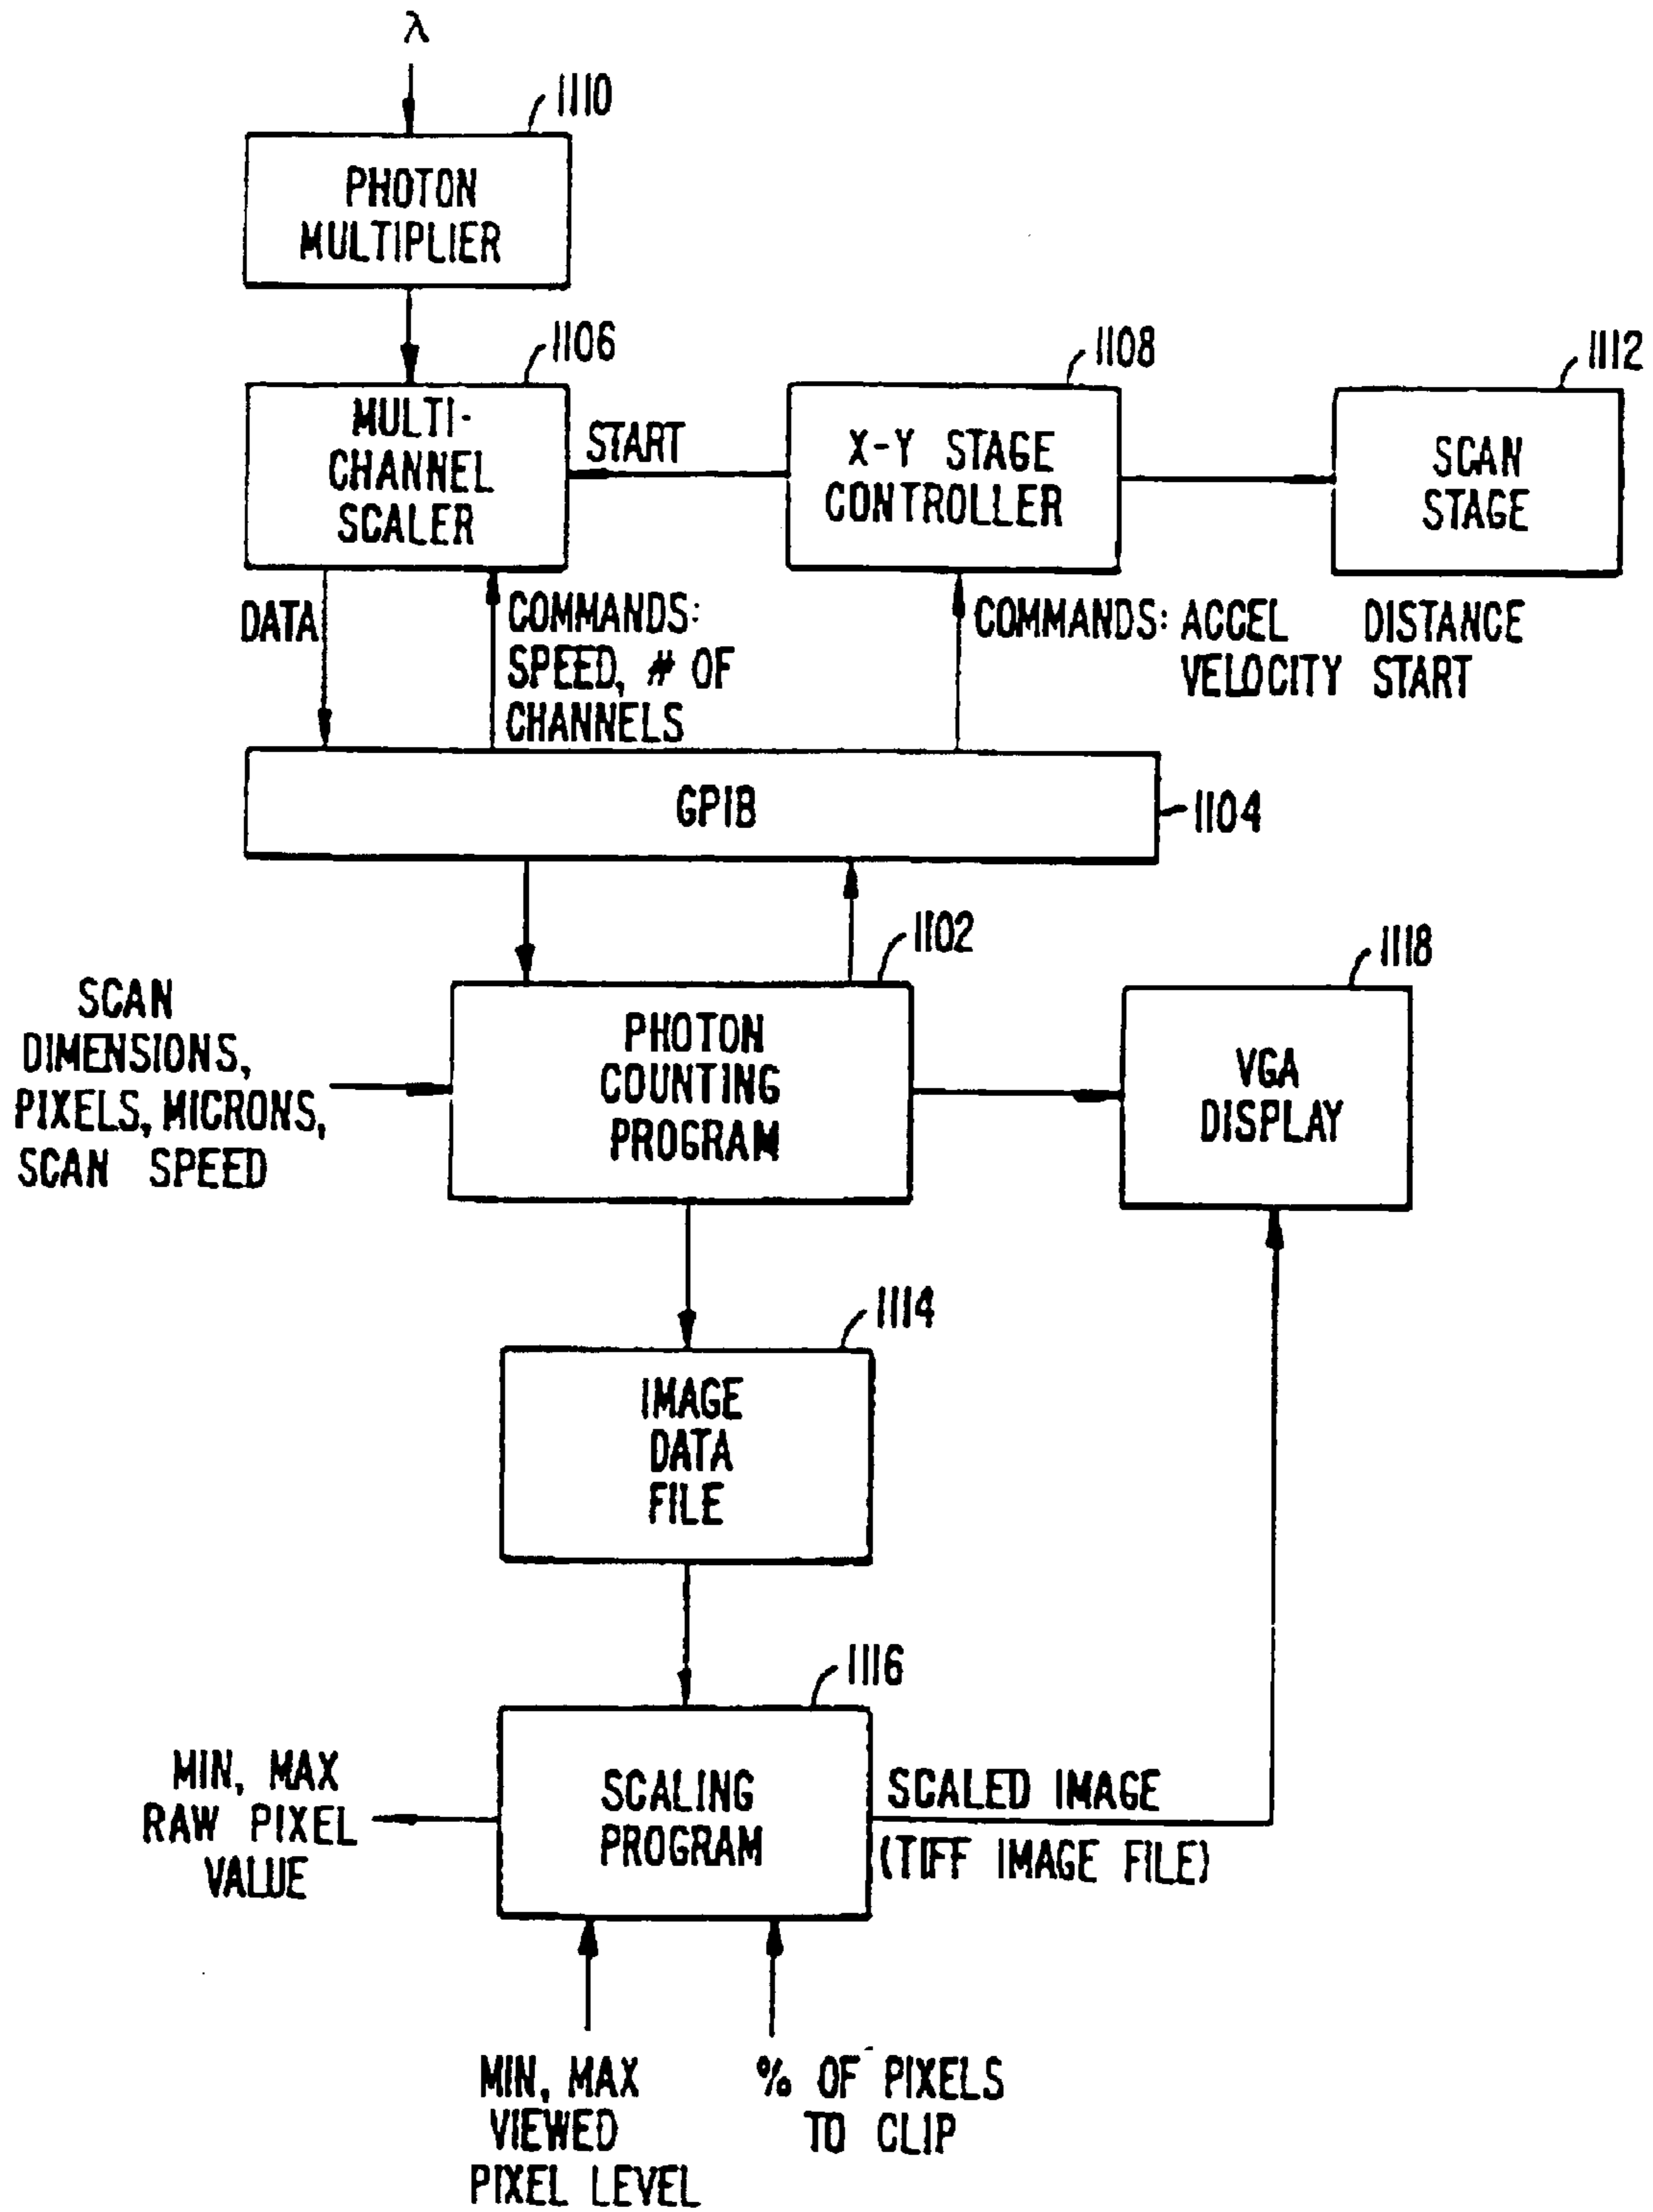 λ
1110
PHOTON
MULTIPLIER
1106
MULTI-
CHANNEL
SCALER
START
1108
X-Y STAGE
CONTROLLER
1112
SCAN
STAGE
DATA
COMMANDS:
SPEED, # OF
CHANNELS
COMMANDS: ACCEL DISTANCE
VELOCITY START
GPIB
1104
1102
SCAN
DIMENSIONS,
PIXELS, MICRONS,
SCAN SPEED
PHOTON
COUNTING
PROGRAM
1118
VGA
DISPLAY
1114
IMAGE
DATA
FILE
1116
MIN, MAX
RAW PIXEL
VALUE
SCALING
PROGRAM
SCALED IMAGE
(TIFF IMAGE FILE)
MIN, MAX
VIEWED
PIXEL LEVEL
% OF PIXELS
TO CLIP